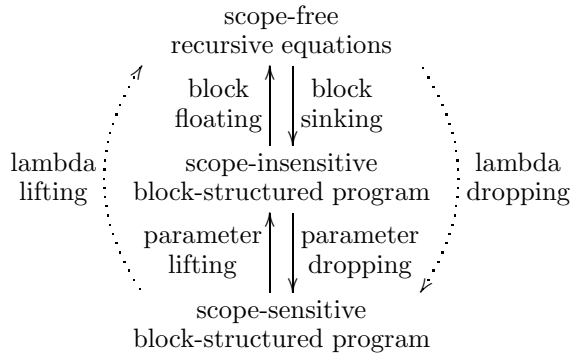 scope-free
recursive equations
block
floating
block
sinking
lambda
lifting
scope-insensitive
block-structured program
lambda
dropping
parameter
lifting
parameter
dropping
scope-sensitive
block-structured program